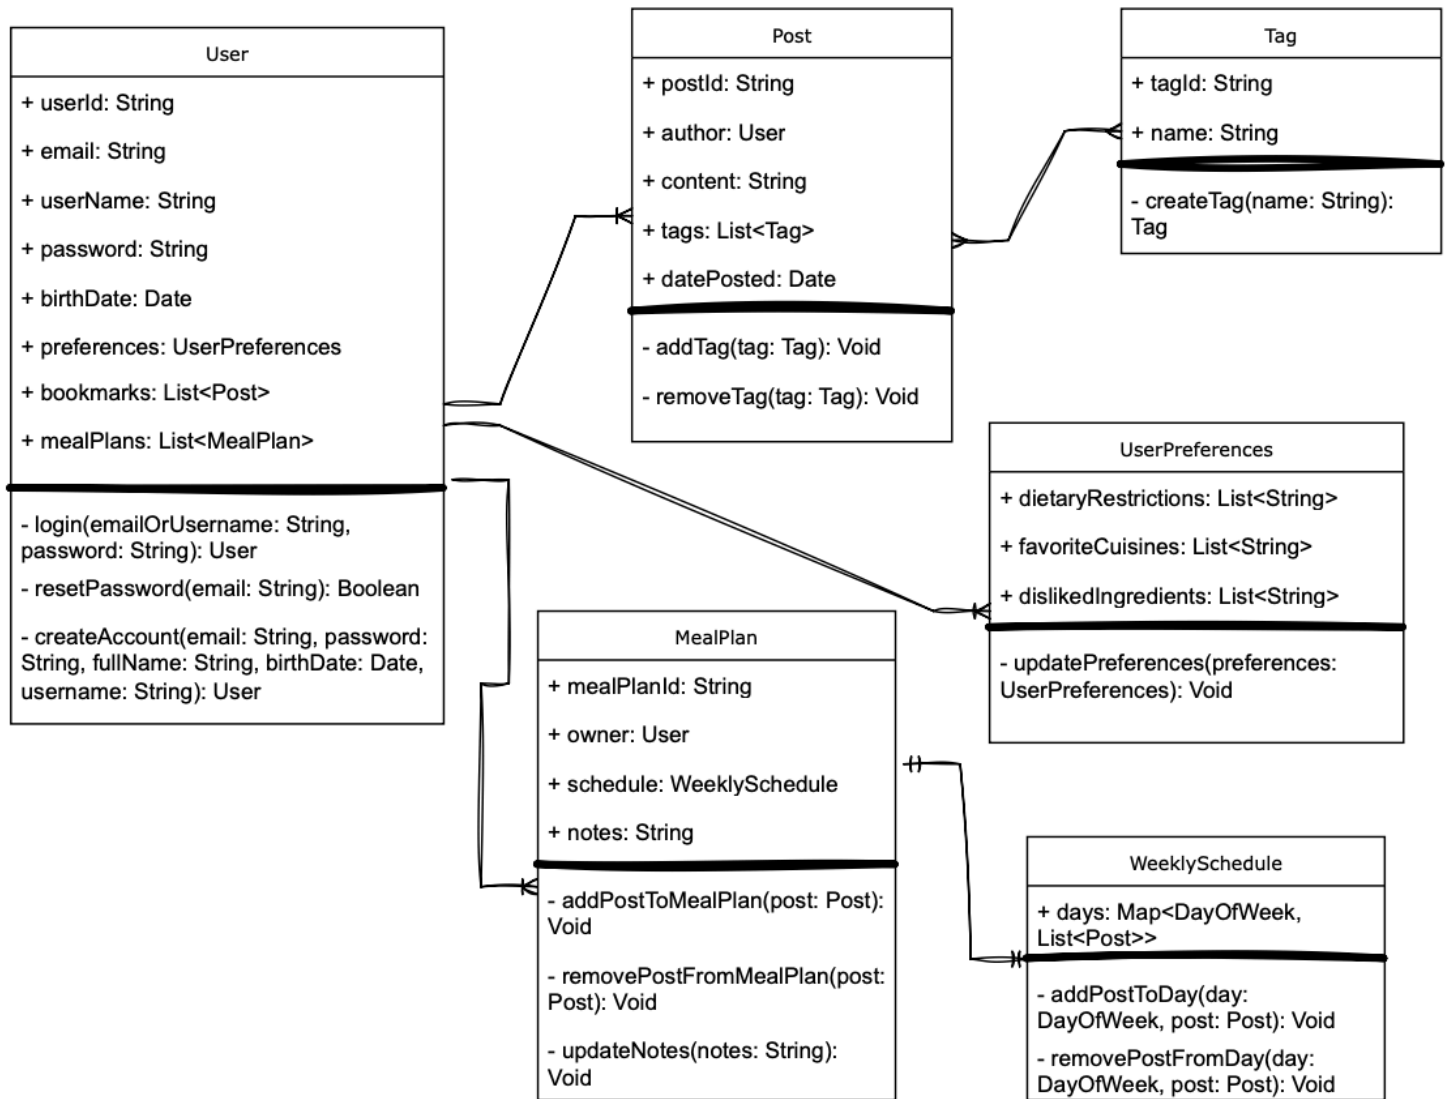 User
+ userId: String
+ email: String
+ userName: String
+ password: String
+ birthDate: Date
+ preferences: UserPreferences
+ bookmarks: List<Post>
+ mealPlans: List<MealPlan>
- login(emailOrUsername: String,
password: String): User
- resetPassword(email: String): Boolean
- createAccount(email: String, password:
String, fullName: String, birthDate: Date,
username: String): User
Post
+ postId: String
+ author: User
+ content: String
+ tags: List<Tag>
+ datePosted: Date
- addTag(tag: Tag): Void
- removeTag(tag: Tag): Void
Tag
+ tagId: String
+ name: String
- createTag(name: String):
Tag
UserPreferences
+ dietaryRestrictions: List<String>
+ favoriteCuisines: List<String>
+ dislikedIngredients: List<String>
- updatePreferences(preferences:
UserPreferences): Void
MealPlan
+ mealPlanId: String
+ owner: User
+ schedule: WeeklySchedule
+ notes: String
- addPostToMealPlan(post: Post):
Void
- removePostFromMealPlan(post:
Post): Void
- updateNotes(notes: String):
Void
WeeklySchedule
+ days: Map<DayOfWeek,
List<Post>>
- addPostToDay(day:
DayOfWeek, post: Post): Void
- removePostFromDay(day:
DayOfWeek, post: Post): Void